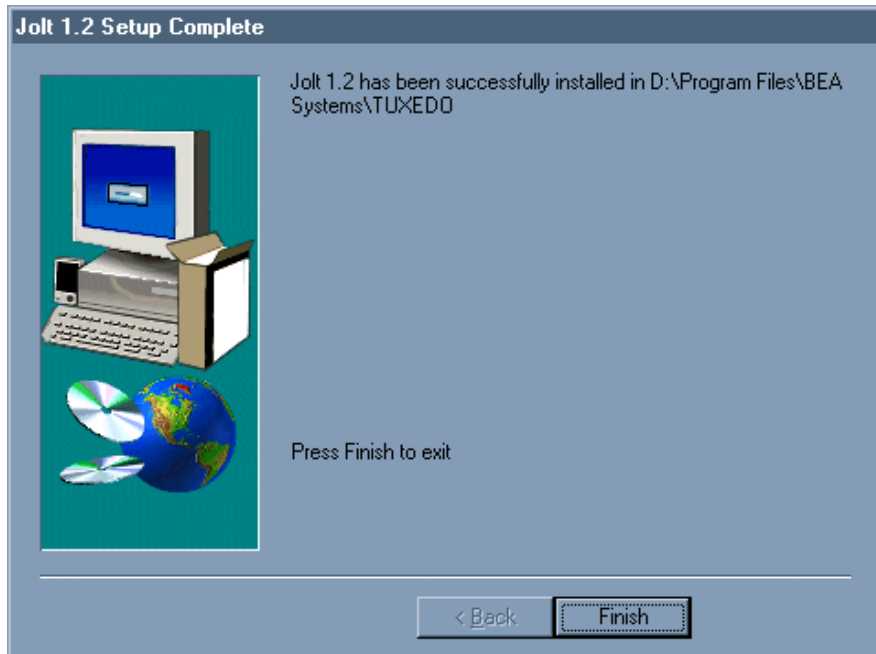 Jolt 1.2 Setup Complete
Jolt 1.2 has been successfully installed in D:\Program Files\BEA
Systems\TUXEDO
Press Finish to exit
< Back
Finish